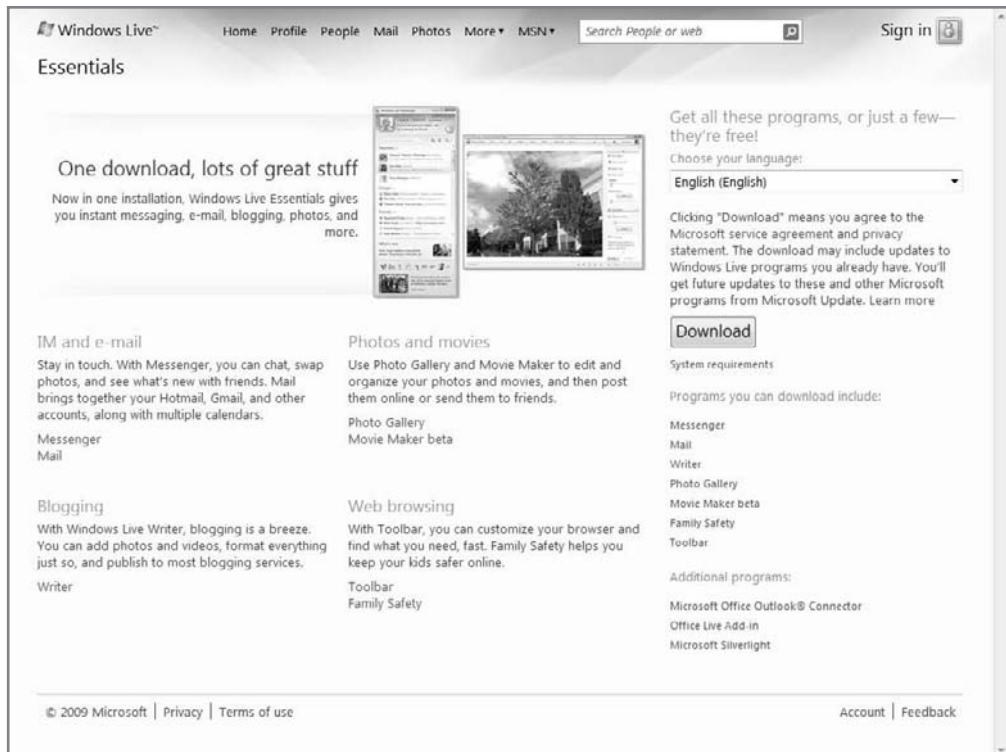 Windows Live™
Home Profile People Mail Photos More▾ MSN▾
Search People or web
Sign in
Essentials
One download, lots of great stuff
Now in one installation, Windows Live Essentials gives
you instant messaging, e-mail, blogging, photos, and
more.
Get all these programs, or just a few—
they're free!
Choose your language:
English (English)
Clicking "Download" means you agree to the
Microsoft service agreement and privacy
statement. The download may include updates to
Windows Live programs you already have. You'll
get future updates to these and other Microsoft
programs from Microsoft Update. Learn more
Download
System requirements
Programs you can download include:
Messenger
Mail
Writer
Photo Gallery
Movie Maker beta
Family Safety
Toolbar
Additional programs:
Microsoft Office Outlook® Connector
Office Live Add-in
Microsoft Silverlight
IM and e-mail
Stay in touch. With Messenger, you can chat, swap
photos, and see what's new with friends. Mail
brings together your Hotmail, Gmail, and other
accounts, along with multiple calendars.
Messenger
Mail
Photos and movies
Use Photo Gallery and Movie Maker to edit and
organize your photos and movies, and then post
them online or send them to friends.
Photo Gallery
Movie Maker beta
Blogging
With Windows Live Writer, blogging is a breeze.
You can add photos and videos, format everything
just so, and publish to most blogging services.
Writer
Web browsing
With Toolbar, you can customize your browser and
find what you need, fast. Family Safety helps you
keep your kids safer online.
Toolbar
Family Safety
© 2009 Microsoft | Privacy | Terms of use
Account | Feedback